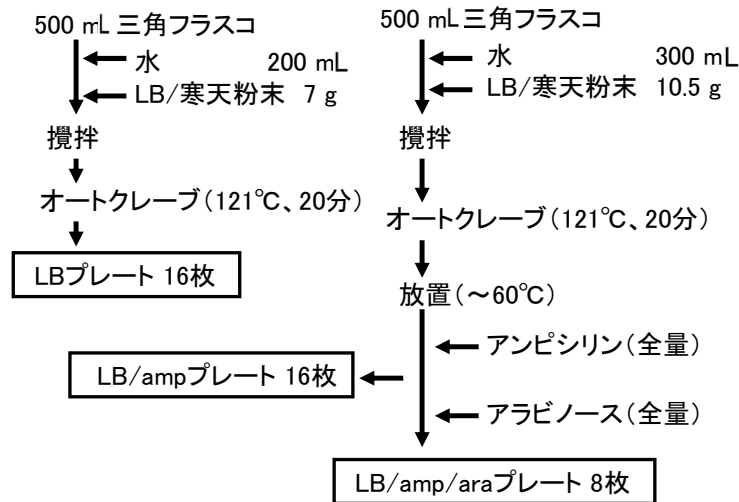 500 mL 三角フラスコ
水 200 mL
LB/寒天粉末 7 g
攪拌
オートクレーブ(121℃、20分)
LBプレート 16枚
500 mL 三角フラスコ
水 300 mL
LB/寒天粉末 10.5 g
攪拌
オートクレーブ(121℃、20分)
放置(~60℃)
アンピシリン(全量)
LB/ampプレート 16枚
アラビノース(全量)
LB/amp/araプレート 8枚